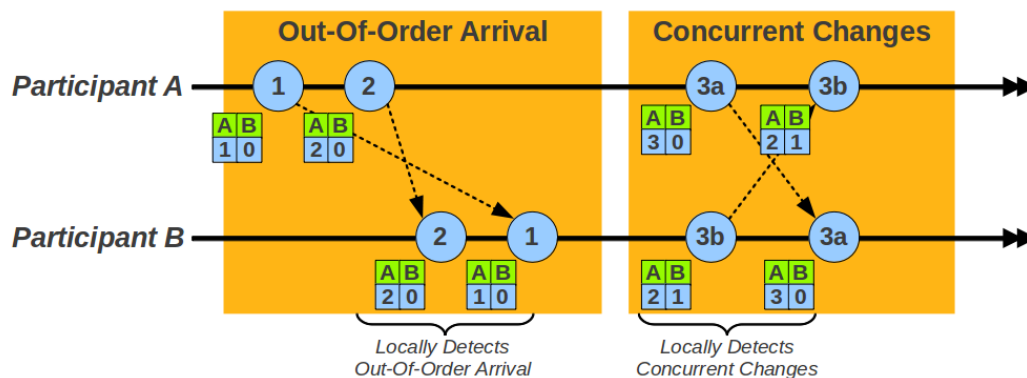 Out-Of-Order Arrival
Concurrent Changes
Participant A
1
2
3a
3b
A B
1 0
A B
2 0
A B
3 0
A B
2 1
Participant B
2
1
3b
3a
A B
2 0
A B
1 0
A B
2 1
A B
3 0
Locally Detects
Out-Of-Order Arrival
Locally Detects
Concurrent Changes